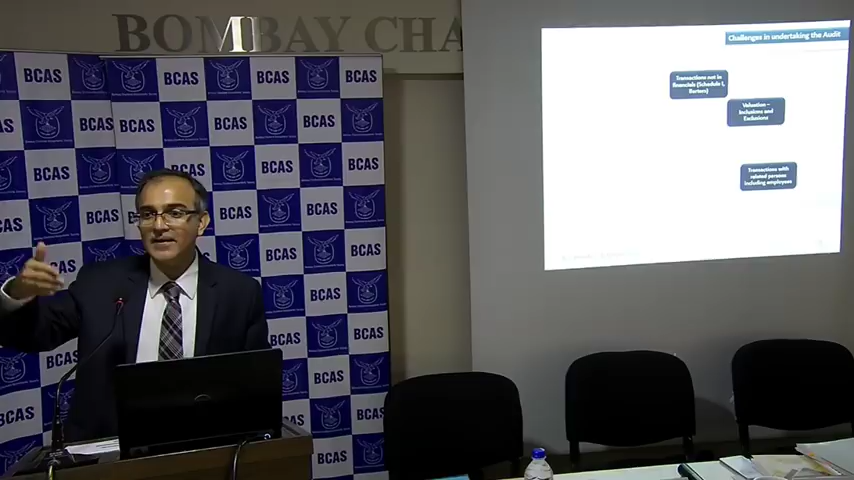 BOMBAY CHA
BCAS
Challenges in undertaking the Audit
Transactions not in
financials (Schedule I,
Barters)
Valuation –
Inclusions and
Exclusions
Transactions with
related persons
including employees